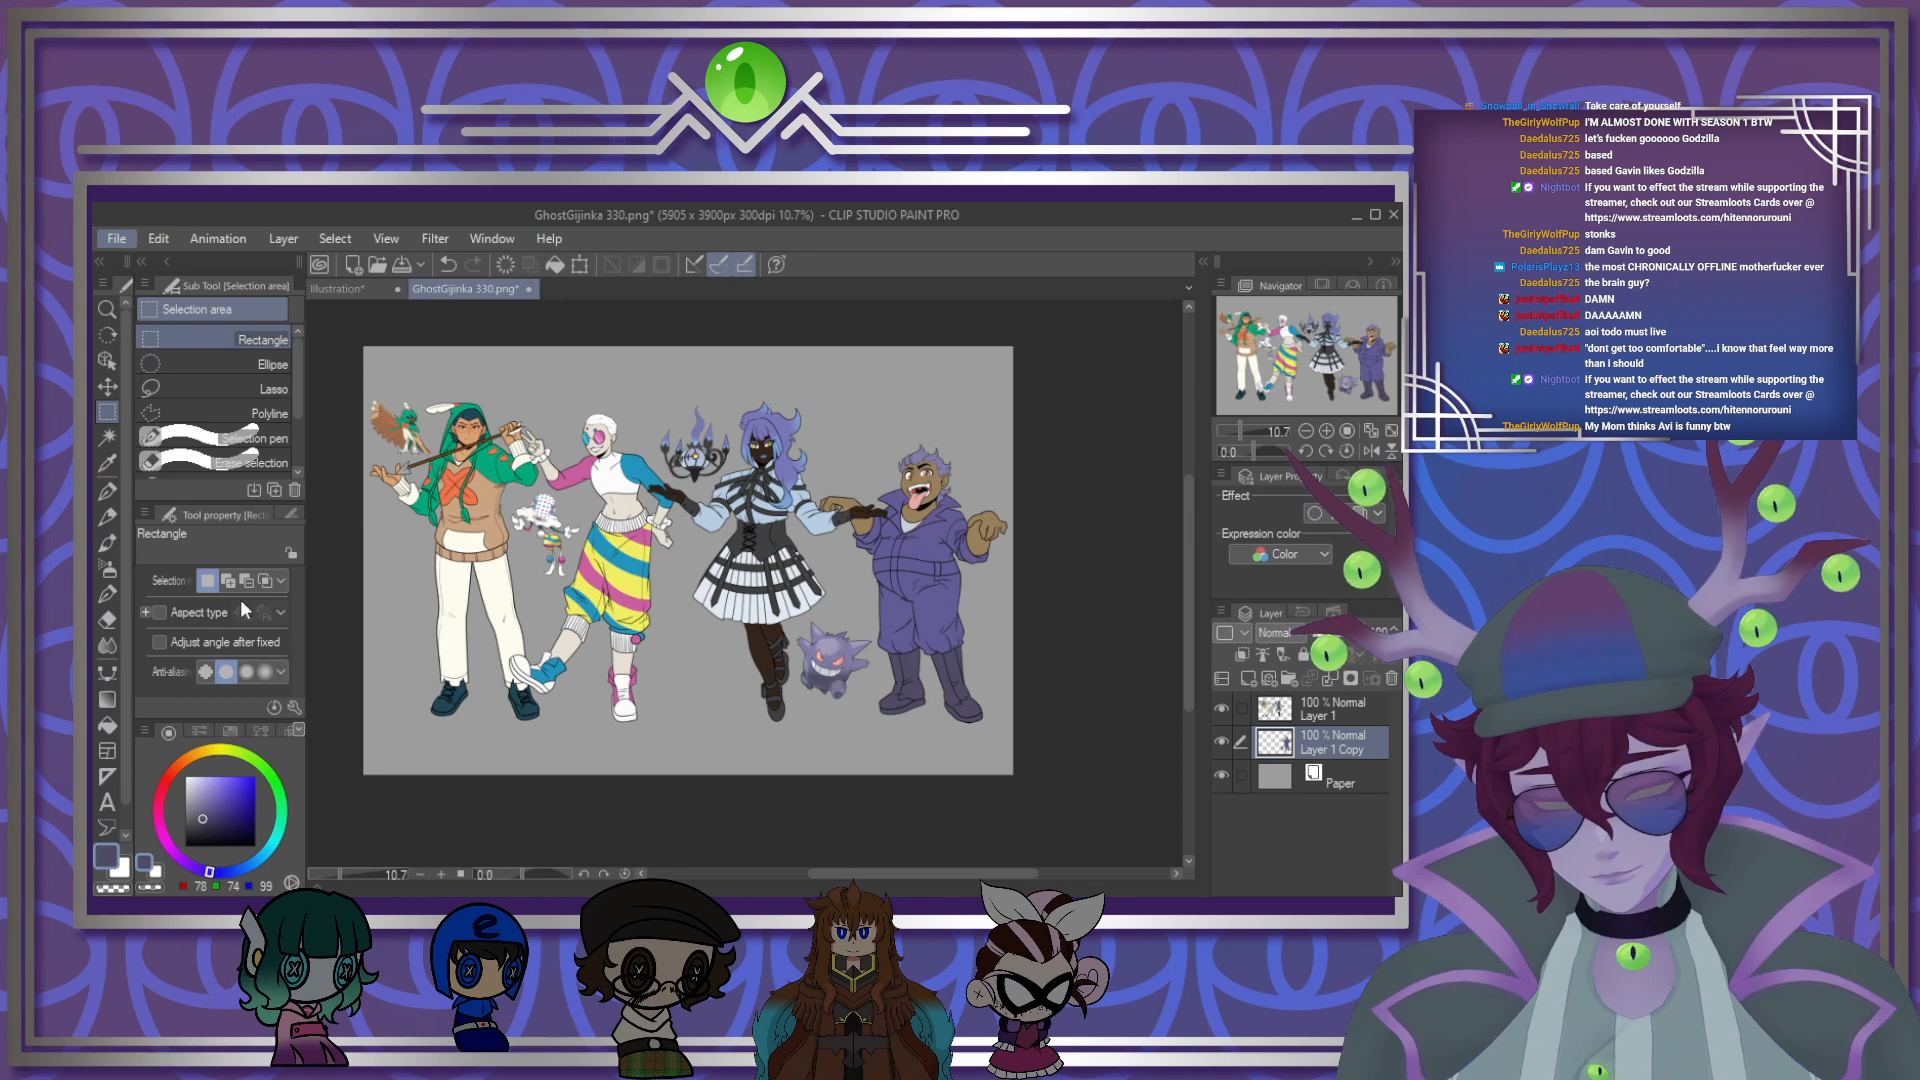 GhostGijinka 330.png* (5905 x 3900px 300dpi 10.7%) - CLIP STUDIO PAINT PRO
File Edit Animation Layer Select View Filter Window Help
Sub Tool [Selection area]
Illustration*
GhostGijinka 330.png*
Selection area
Rectangle
Ellipse
Lasso
Polyline
Selection pen
Erase selection
Tool property [Rect
Rectangle
Selection
Aspect type
Adjust angle after fixed
Anti-aliasin
78 74 99
10.7
0.0
Navigator
10.7
0.0
Layer Property
Effect
Expression color
Color
Layer
Normal
100 % Normal
Layer 1
100 % Normal
Layer 1 Copy
Paper
Snowball_in_Snowfall Take care of yourself
TheGirlyWolfPup I'M ALMOST DONE WITH SEASON 1 BTW
Daedalus725 let's fucken goooooo Godzilla
Daedalus725 based
Daedalus725 based Gavin likes Godzilla
Nightbot If you want to effect the stream while supporting the
streamer, check out our Streamloots Cards over @
https://www.streamloots.com/hitennorurouni
TheGirlyWolfPup stonks
Daedalus725 dam Gavin to good
PolarisPlayz13 the most CHRONICALLY OFFLINE motherfucker ever
Daedalus725 the brain guy?
DAMN
DAAAAAMN
Daedalus725 aoi todo must live
"dont get too comfortable"....i know that feel way more
than i should
Nightbot If you want to effect the stream while supporting the
streamer, check out our Streamloots Cards over @
https://www.streamloots.com/hitennorurouni
TheGirlyWolfPup My Mom thinks Avi is funny btw
e